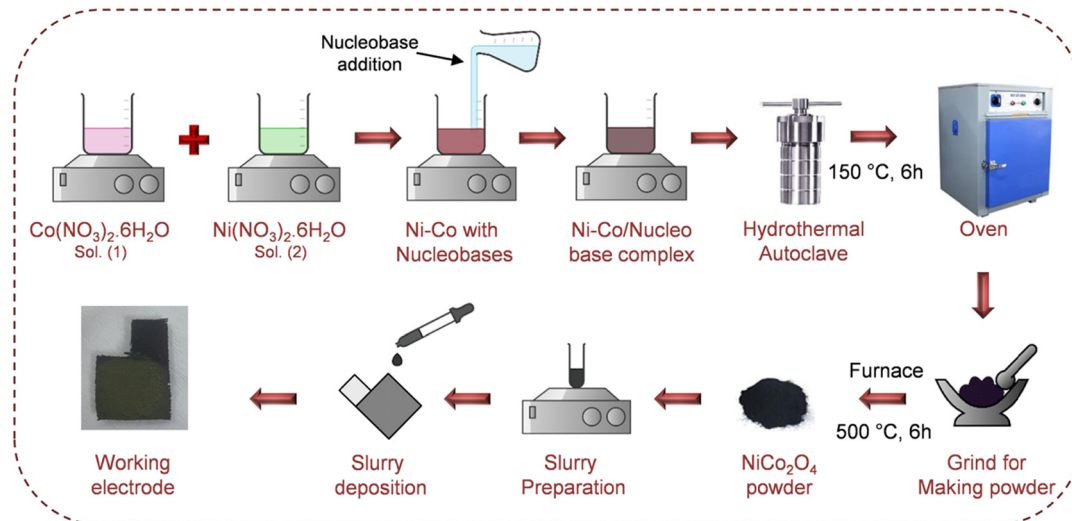 Nucleobase
addition
150 °C, 6h
Co(NO₃)₂.6H₂O
Sol. (1)
Ni(NO₃)₂.6H₂O
Sol. (2)
Ni-Co with
Nucleobases
Ni-Co/Nucleo
base complex
Hydrothermal
Autoclave
Oven
Furnace
500 °C, 6h
Working
electrode
Slurry
deposition
Slurry
Preparation
NiCo₂O₄
powder
Grind for
Making powder